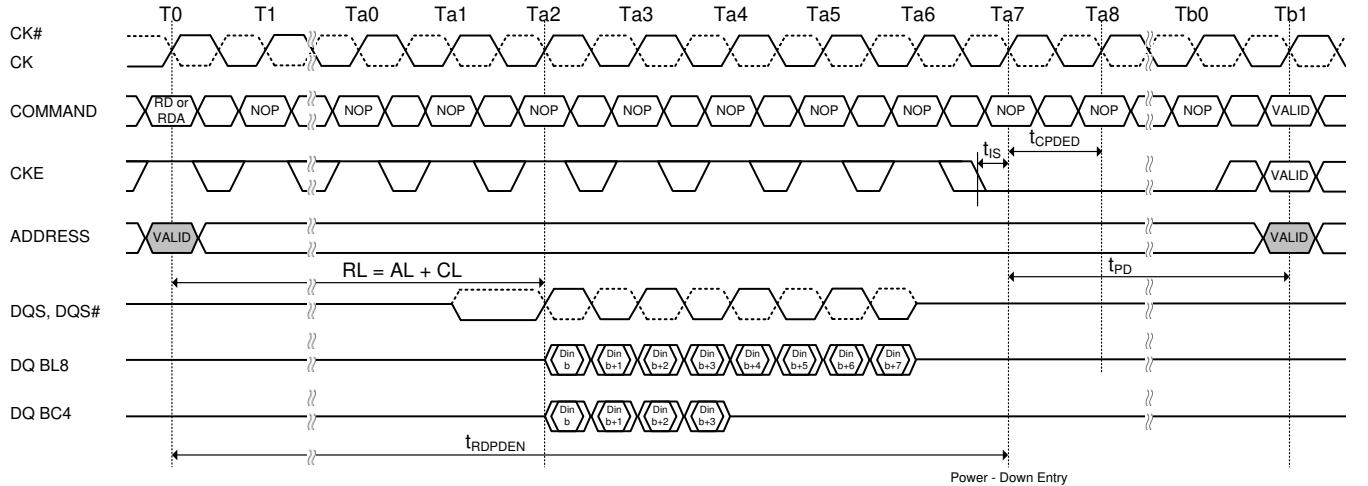 T0 T1 Ta0 Ta1 Ta2 Ta3 Ta4 Ta5 Ta6 Ta7 Ta8 Tb0 Tb1
CK#
CK
COMMAND
RD or
RDA
NOP NOP NOP NOP NOP NOP NOP NOP NOP NOP NOP VALID
tCPDED
tIS
CKE
VALID
ADDRESS
VALID VALID
RL = AL + CL
tPD
DQS, DQS#
DQ BL8
Din Din Din Din Din Din Din Din
b b+1 b+2 b+3 b+4 b+5 b+6 b+7
DQ BC4
Din Din Din Din
b b+1 b+2 b+3
tRDPDEN
Power - Down Entry